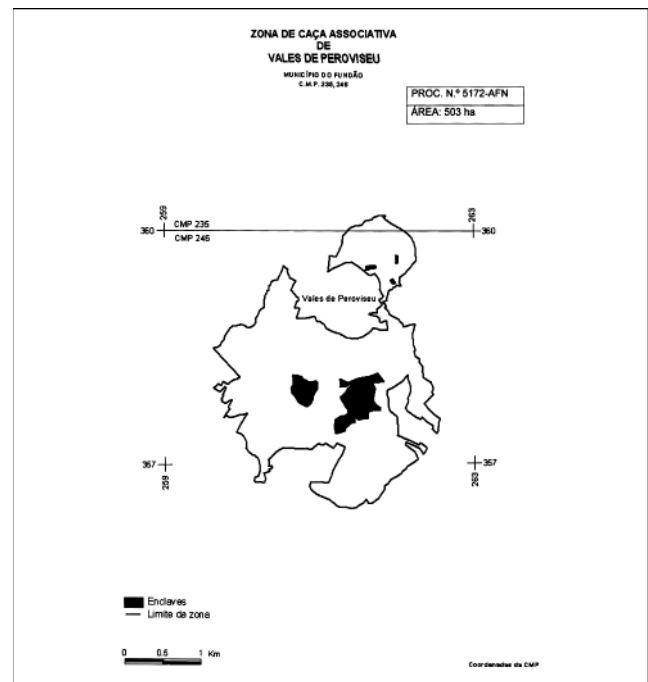 ZONA DE CAÇA ASSOCIATIVA
DE
VALES DE PEROVISEU
MUNICÍPIO DO FUNDÃO
C.M.P. 235, 246
PROC. N.º 5172-AFN
ÁREA: 503 ha
259
263
360
CMP 235
360
CMP 246
Vales de Peroviseu
357
357
259
263
Enclaves
Limite da zona
0 0.5 1 Km
Coordenadas da CMP